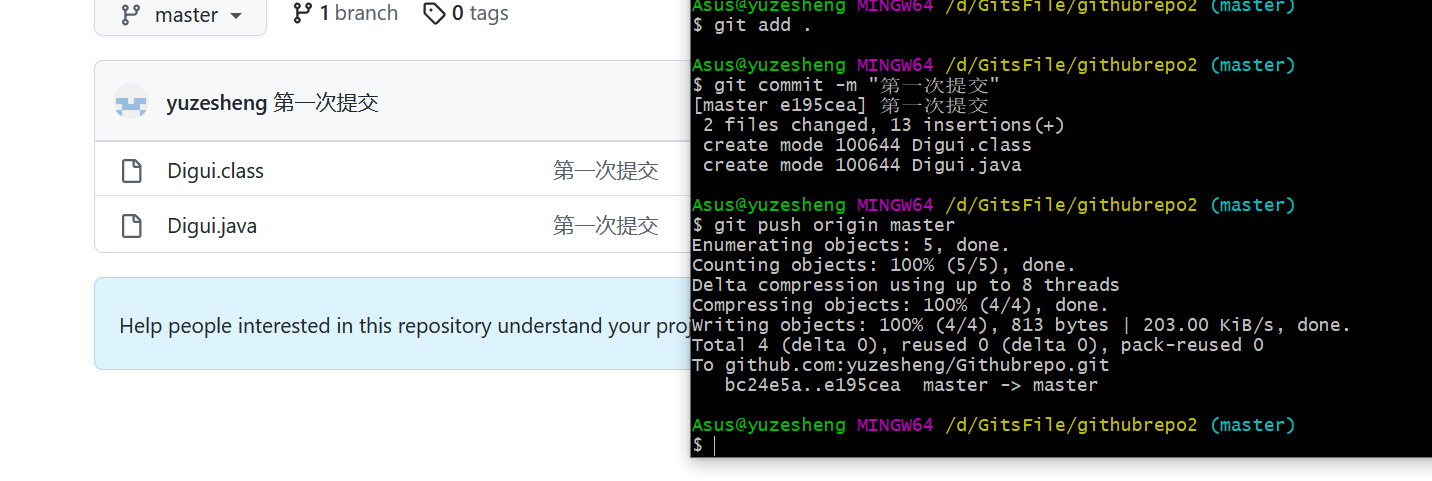 master
1 branch
0 tags
yuzesheng 第一次提交
Digui.class 第一次提交
Digui.java 第一次提交
Help people interested in this repository understand your proj
Asus@yuzesheng MINGW64 /d/GitsFile/githubrepo2 (master)
$ git add .
Asus@yuzesheng MINGW64 /d/GitsFile/githubrepo2 (master)
$ git commit -m "第一次提交"
[master e195cea] 第一次提交
2 files changed, 13 insertions(+)
create mode 100644 Digui.class
create mode 100644 Digui.java
Asus@yuzesheng MINGW64 /d/GitsFile/githubrepo2 (master)
$ git push origin master
Enumerating objects: 5, done.
Counting objects: 100% (5/5), done.
Delta compression using up to 8 threads
Compressing objects: 100% (4/4), done.
Writing objects: 100% (4/4), 813 bytes | 203.00 KiB/s, done.
Total 4 (delta 0), reused 0 (delta 0), pack-reused 0
To github.com:yuzesheng/Githubrepo.git
bc24e5a..e195cea  master -> master
Asus@yuzesheng MINGW64 /d/GitsFile/githubrepo2 (master)
$